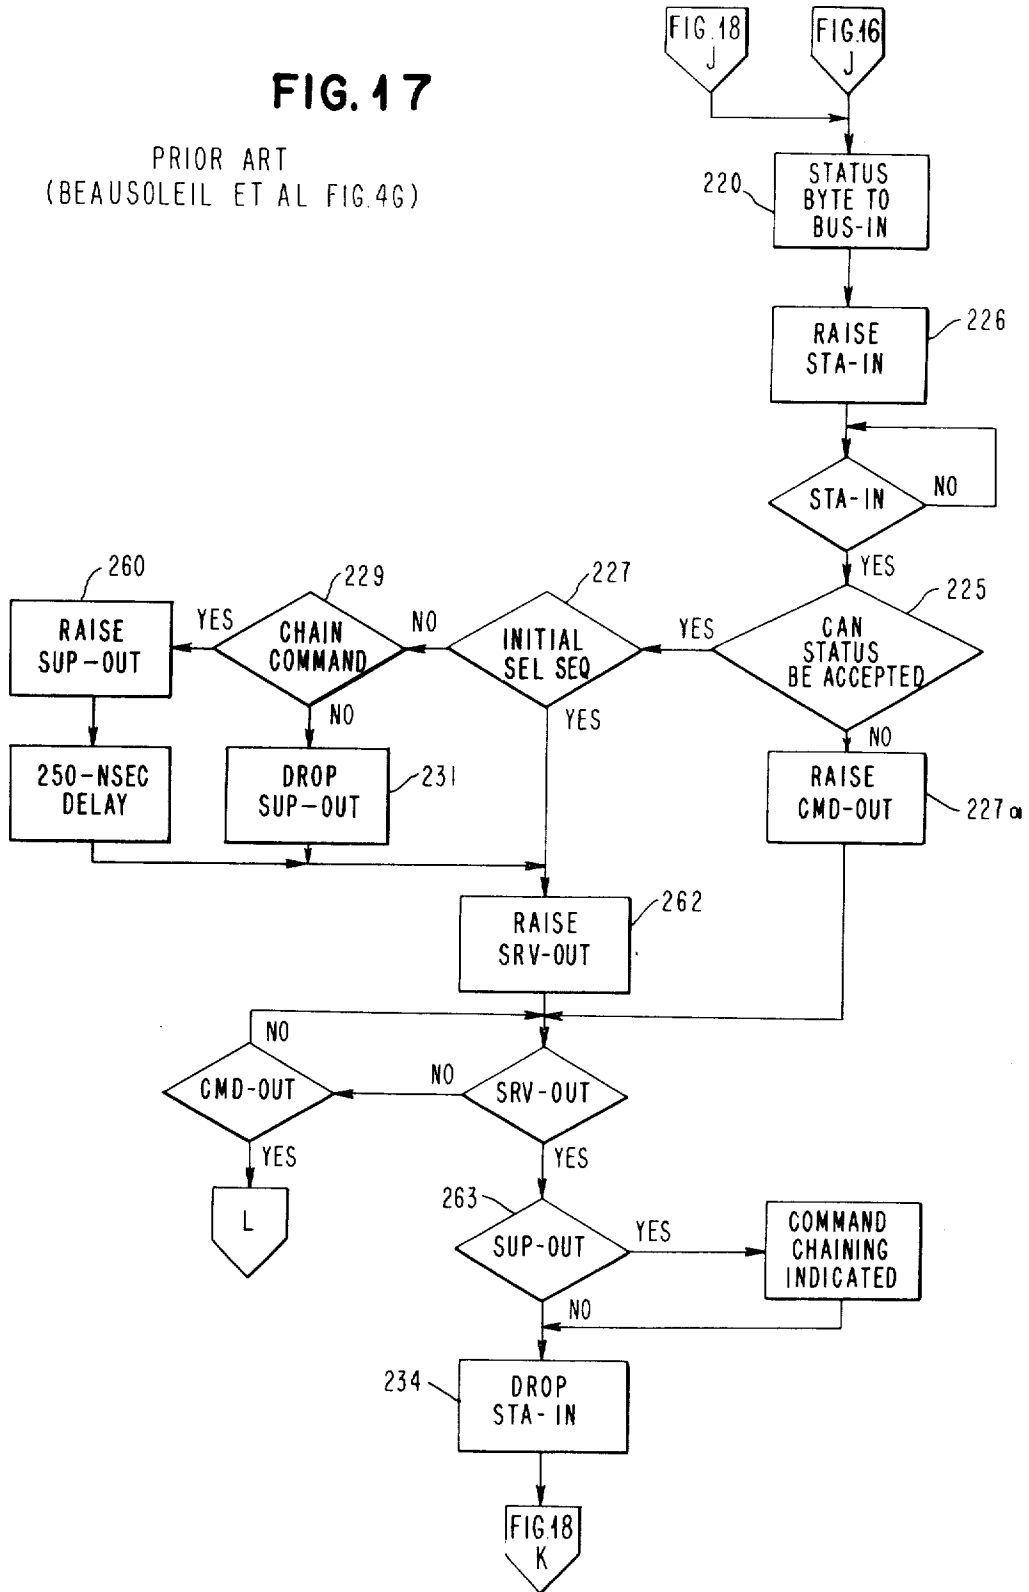 FIG.18
J
FIG.16
J
FIG.17
PRIOR ART
(BEAUSOLEIL ET AL FIG.4G)
220
STATUS
BYTE TO
BUS-IN
RAISE
STA-IN
226
STA-IN
NO
YES
260
229
227
225
RAISE
SUP-OUT
YES
CHAIN
COMMAND
NO
INITIAL
SEL SEQ
YES
CAN
STATUS
BE ACCEPTED
NO
YES
NO
250-NSEC
DELAY
DROP
SUP-OUT
231
RAISE
CMD-OUT
227a
RAISE
SRV-OUT
262
NO
CMD-OUT
NO
SRV-OUT
YES
YES
L
263
SUP-OUT
YES
COMMAND
CHAINING
INDICATED
NO
234
DROP
STA-IN
FIG.18
K